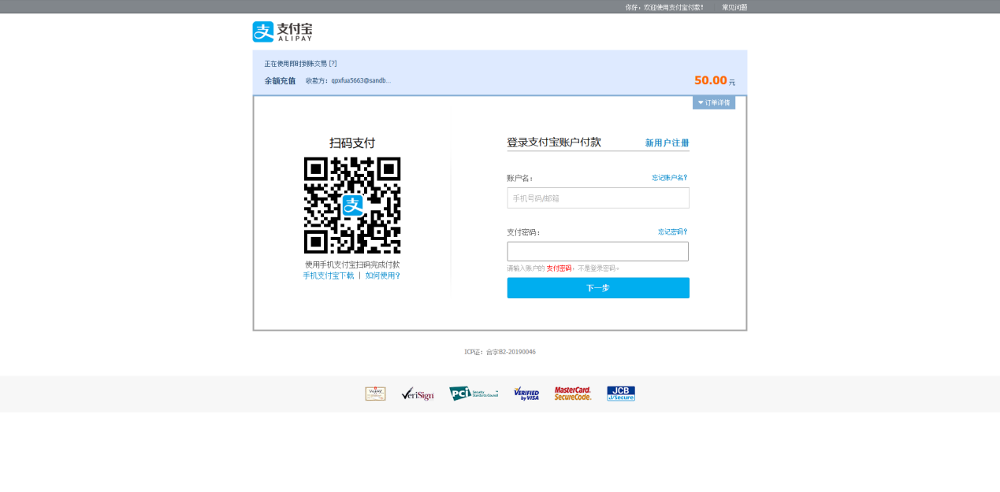 你好，欢迎使用支付宝付款！ 常见问题
支付宝
ALIPAY
正在使用即时到账交易 [?]
余额充值 收款方：qpxfua5663@sandb...
50.00 元
订单详情
扫码支付
使用手机支付宝扫码完成付款
手机支付宝下载 | 如何使用?
登录支付宝账户付款 新用户注册
账户名： 忘记账户名?
手机号码/邮箱
支付密码： 忘记密码?
请输入账户的 支付密码，不是登录密码。
下一步
ICP证：合字B2-20190046
VeriSign
PCI Security Standards Council
VERIFIED by VISA
MasterCard. SecureCode.
JCB J/Secure